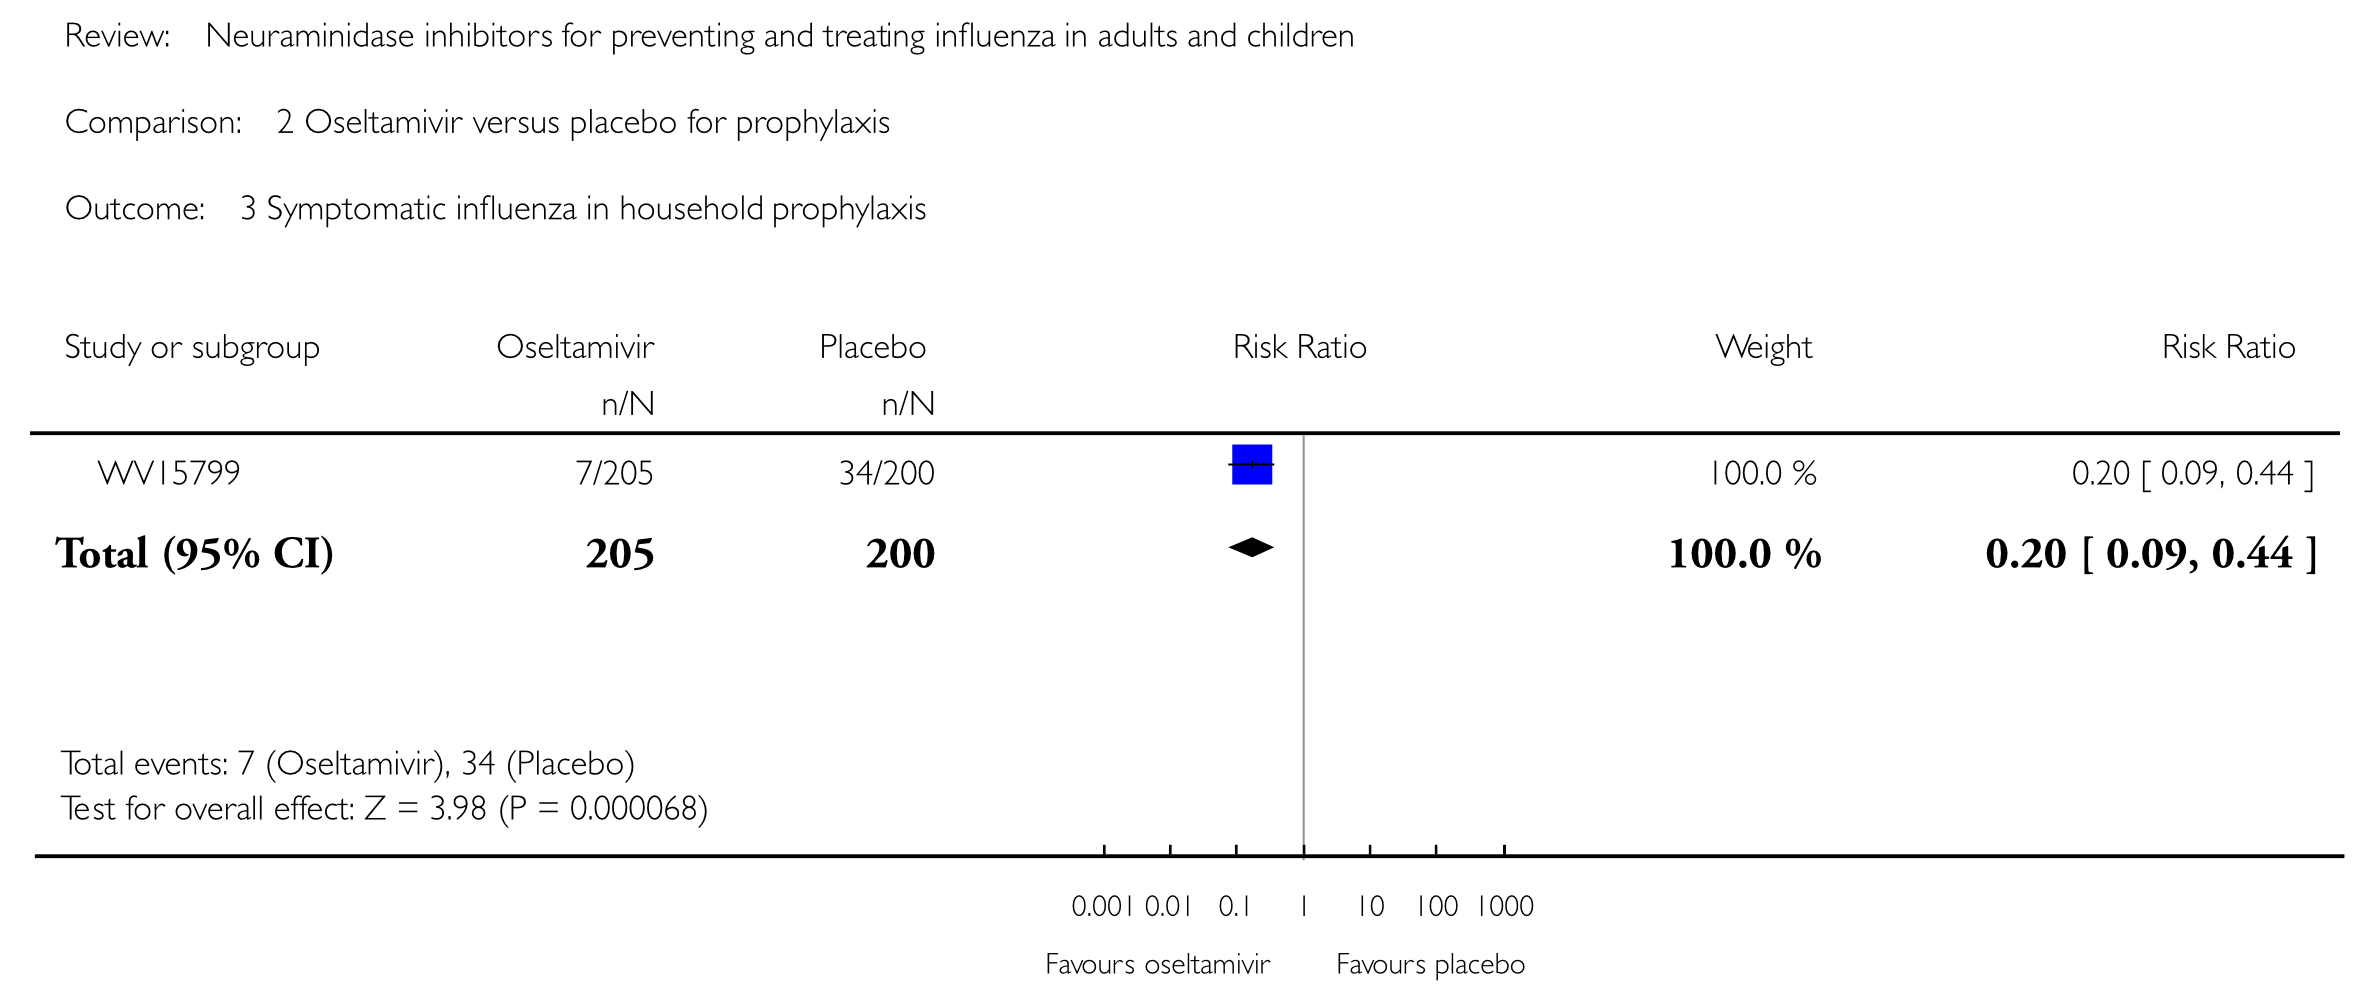 Review: Neuraminidase inhibitors for preventing and treating influenza in adults and children
Comparison: 2 Oseltamivir versus placebo for prophylaxis
Outcome: 3 Symptomatic influenza in household prophylaxis
Study or subgroup Oseltamivir Placebo Risk Ratio Weight Risk Ratio
n/N n/N
WV15799 7/205 34/200 100.0 % 0.20 [ 0.09, 0.44 ]
Total (95% CI) 205 200 100.0 % 0.20 [ 0.09, 0.44 ]
Total events: 7 (Oseltamivir), 34 (Placebo)
Test for overall effect: Z = 3.98 (P = 0.000068)
0.001 0.01 0.1 1 10 100 1000
Favours oseltamivir Favours placebo